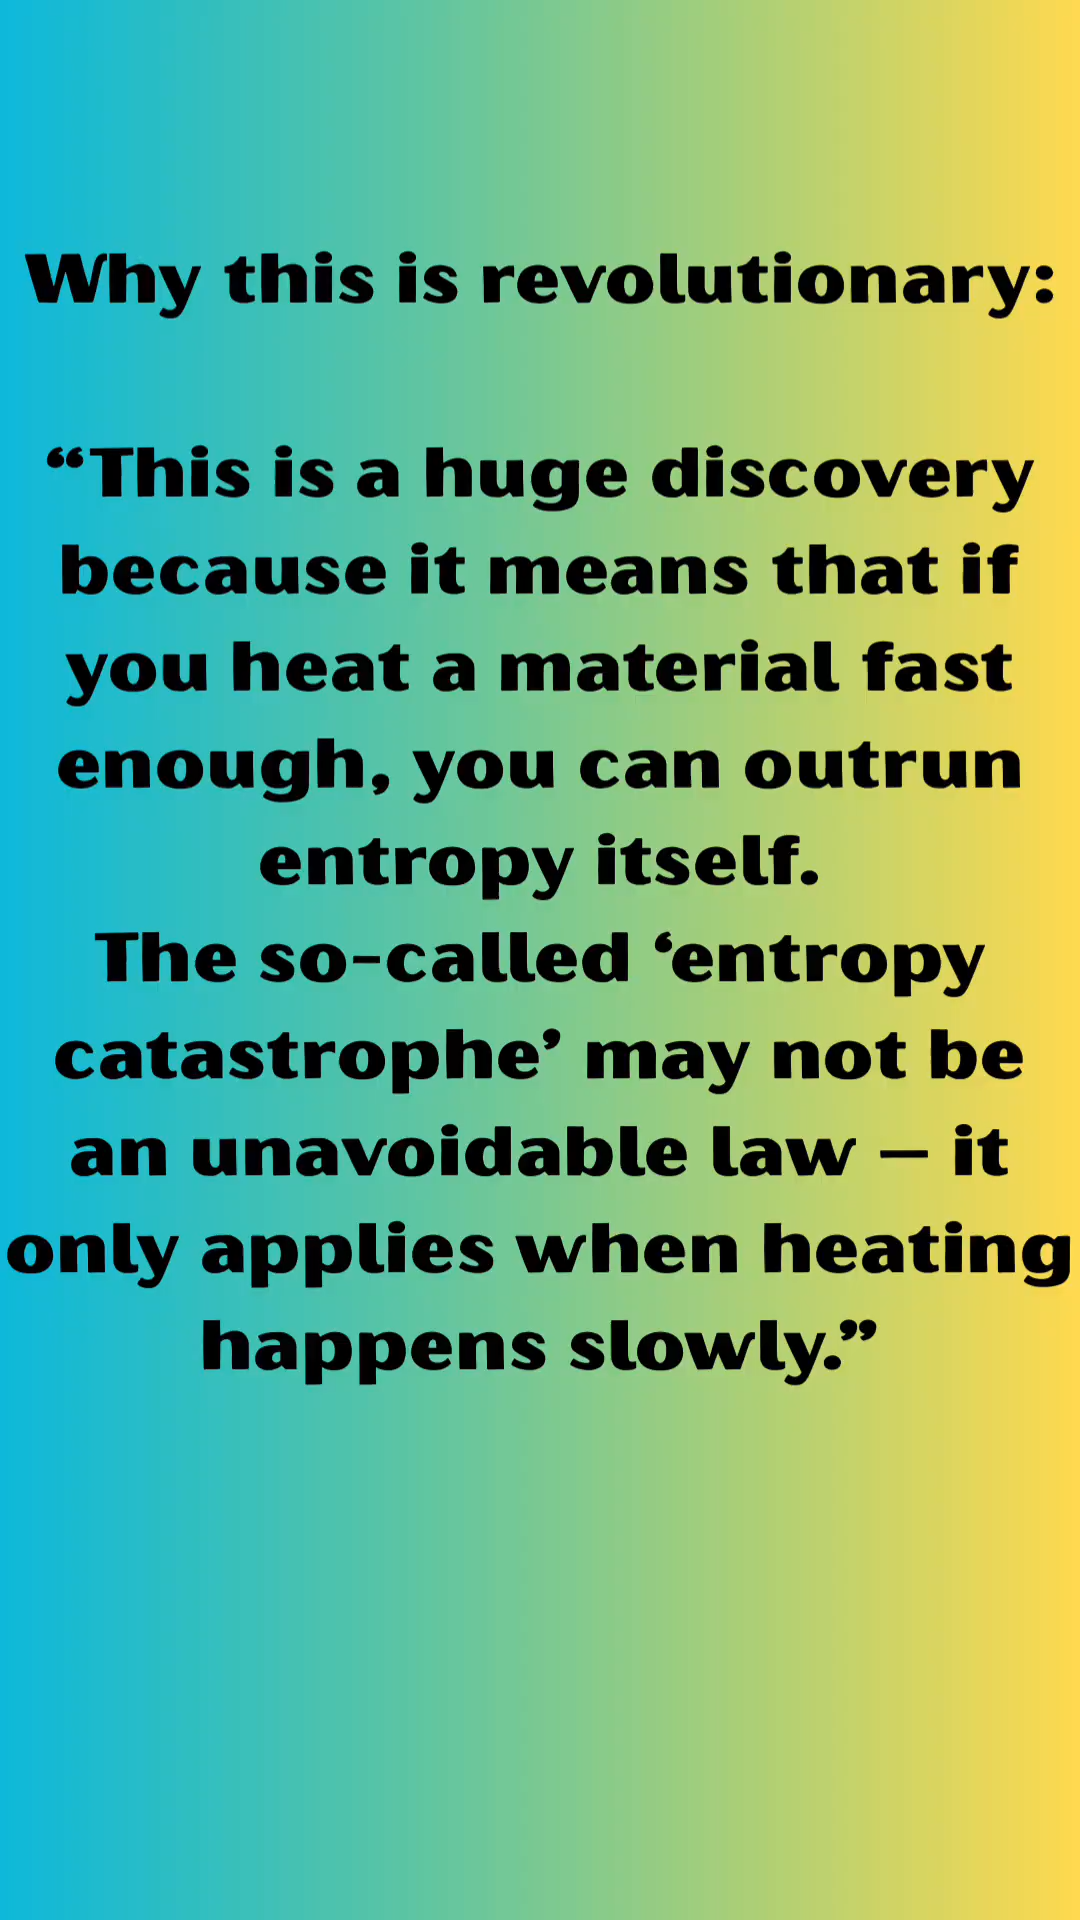 Why this is revolutionary:
“This is a huge discovery
because it means that if
you heat a material fast
enough, you can outrun
entropy itself.
The so-called ‘entropy
catastrophe’ may not be
an unavoidable law — it
only applies when heating
happens slowly.”